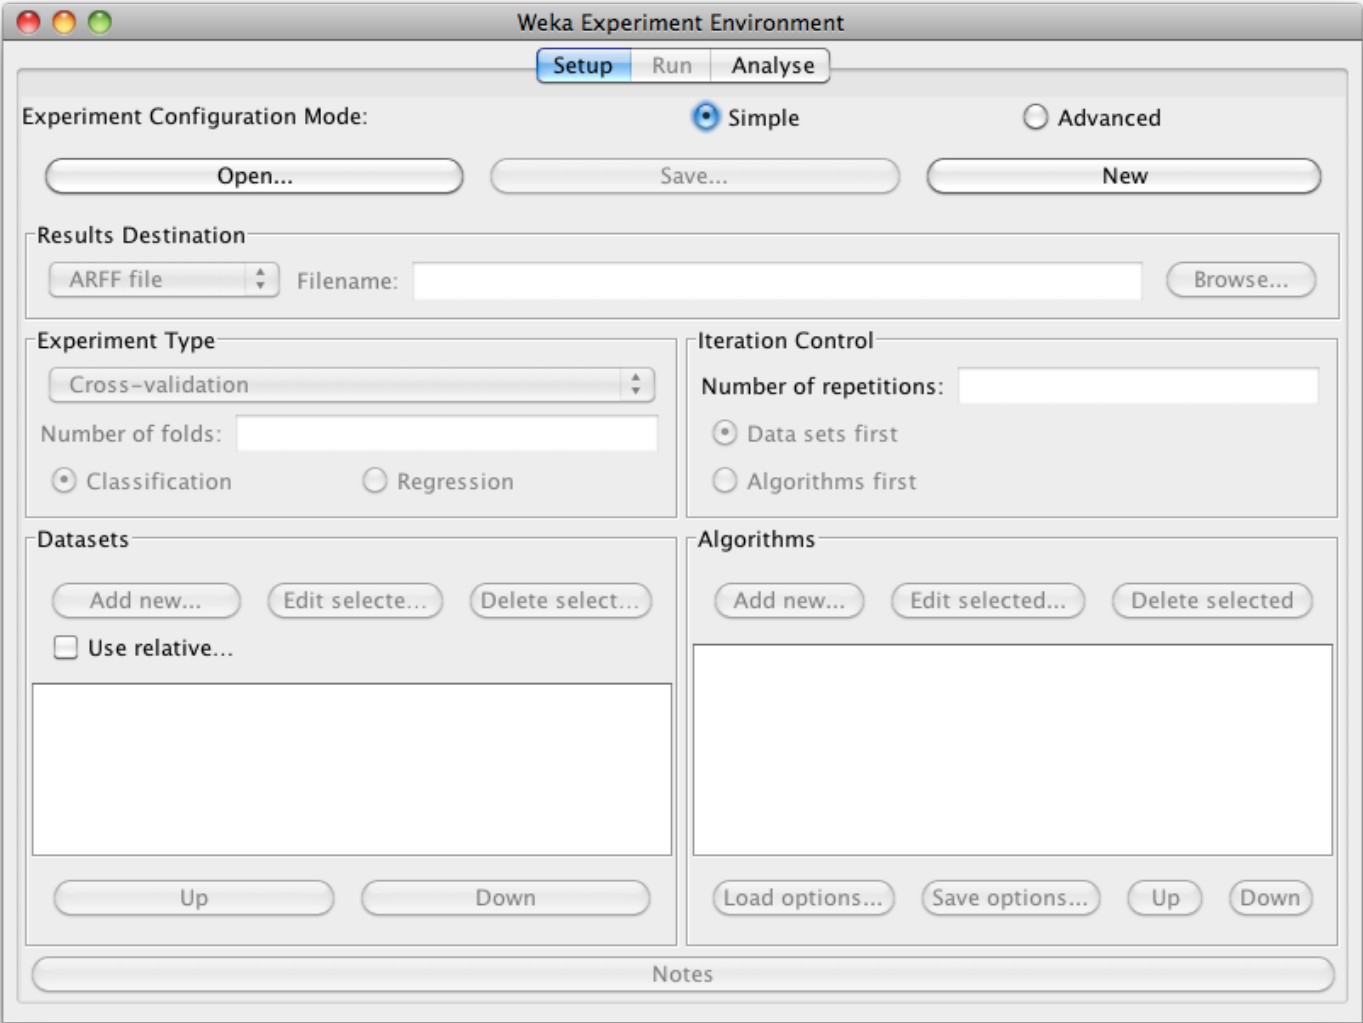 Weka Experiment Environment
Setup Run Analyse
Experiment Configuration Mode: Simple Advanced
Open... Save... New
Results Destination
ARFF file Filename: Browse...
Experiment Type
Cross-validation
Number of folds:
Classification Regression
Iteration Control
Number of repetitions:
Data sets first
Algorithms first
Datasets
Add new... Edit selecte... Delete select...
Use relative...
Up Down
Algorithms
Add new... Edit selected... Delete selected
Load options... Save options... Up Down
Notes